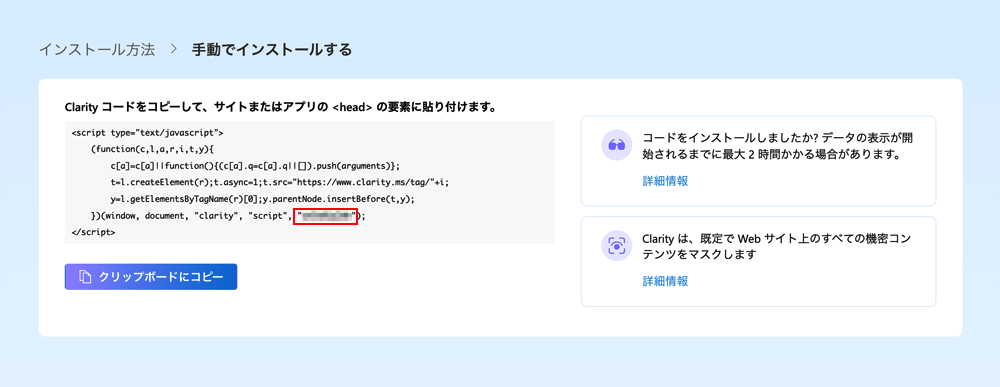 インストール方法 > 手動でインストールする
Clarity コードをコピーして、サイトまたはアプリの <head> の要素に貼り付けます。
<script type="text/javascript">
(function(c,l,a,r,i,t,y){
c[a]=c[a]||function(){(c[a].q=c[a].q||[]).push(arguments)};
t=l.createElement(r);t.async=1;t.src="https://www.clarity.ms/tag/"+i;
y=l.getElementsByTagName(r)[0];y.parentNode.insertBefore(t,y);
})(window, document, "clarity", "script", "");
</script>
クリップボードにコピー
コードをインストールしましたか? データの表示が開
始されるまでに最大 2 時間かかる場合があります。
詳細情報
Clarity は、既定で Web サイト上のすべての機密コン
テンツをマスクします
詳細情報